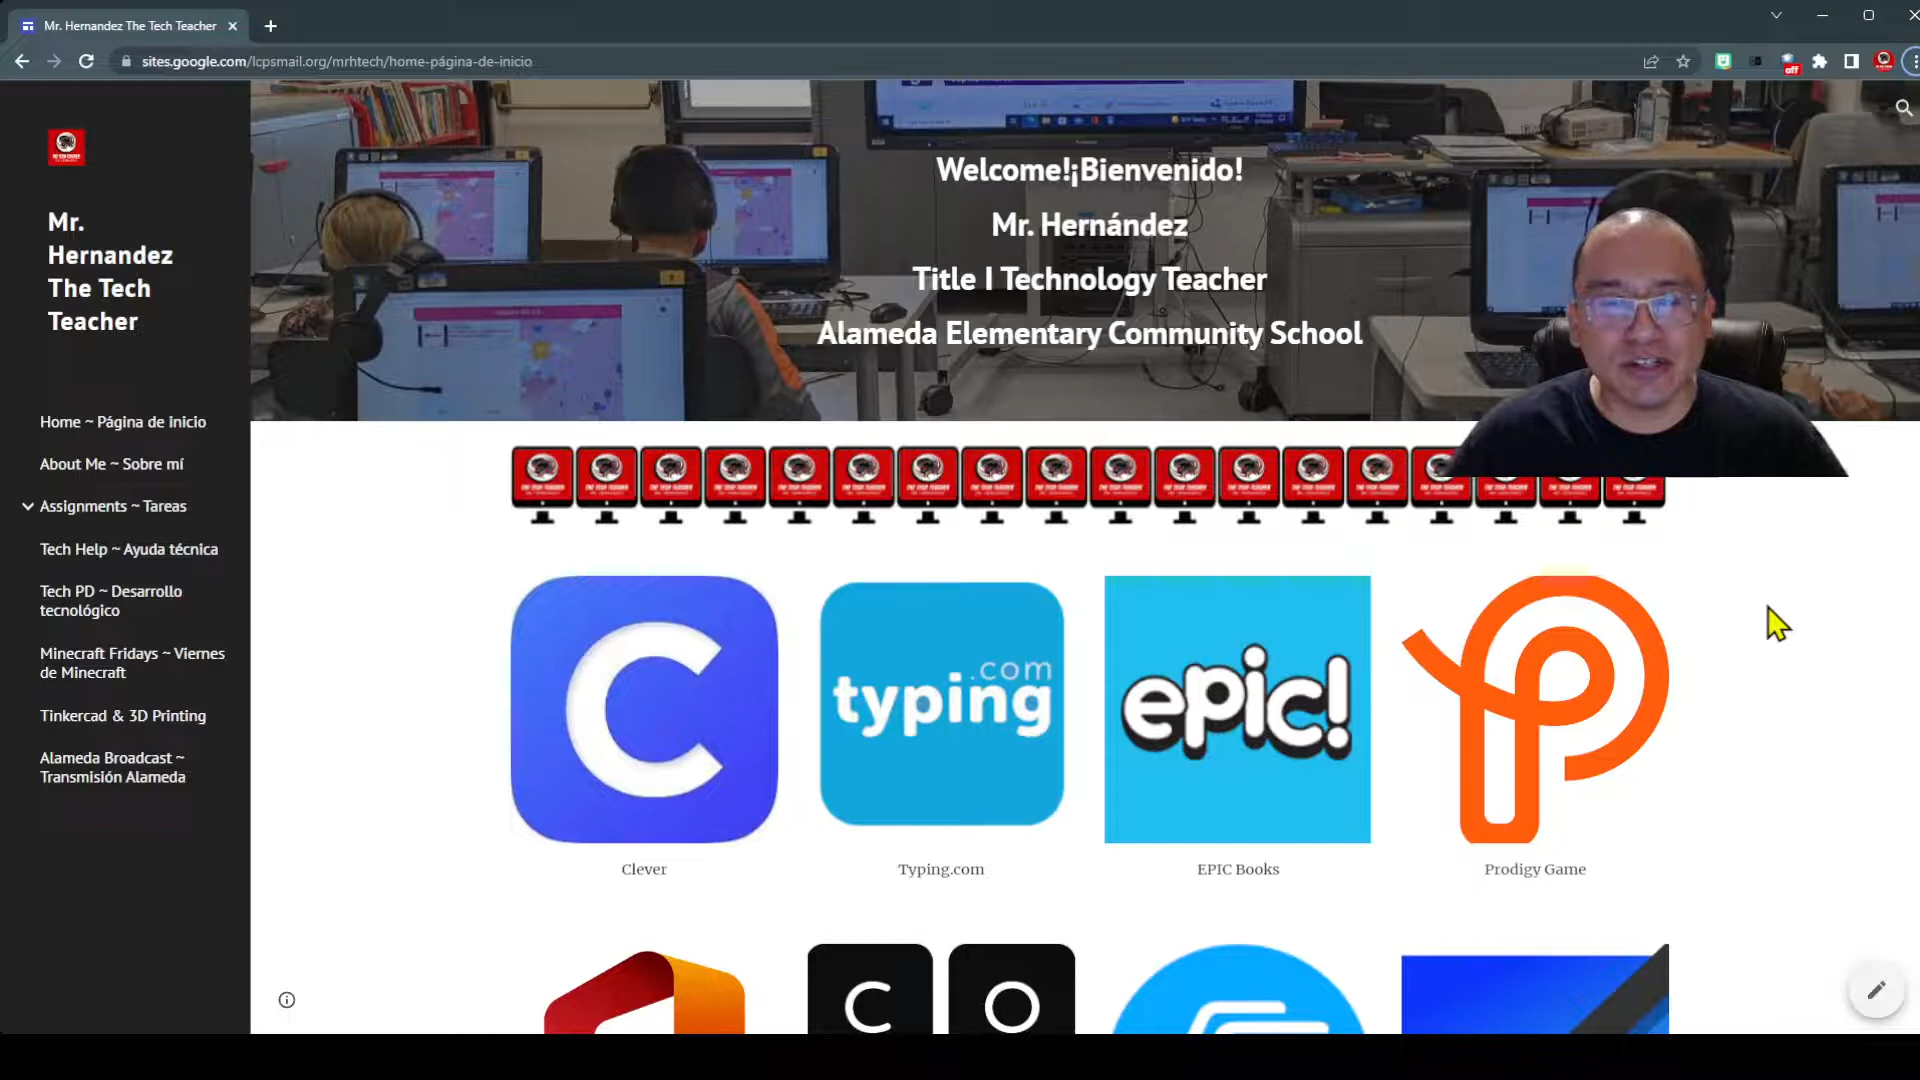 Mr. Hernandez The Tech Teacher
sites.google.com/lcpsmail.org/mrhtech/home-página-de-inicio
off
Mr.
Hernandez
The Tech
Teacher
Home ~ Página de inicio
About Me ~ Sobre mí
Assignments ~ Tareas
Tech Help ~ Ayuda técnica
Tech PD ~ Desarrollo
tecnológico
Minecraft Fridays ~ Viernes
de Minecraft
Tinkercad & 3D Printing
Alameda Broadcast ~
Transmisión Alameda
Welcome!¡Bienvenido!
Mr. Hernández
Title I Technology Teacher
Alameda Elementary Community School
C
.com
typing
epic!
Clever
Typing.com
EPIC Books
Prodigy Game
C O